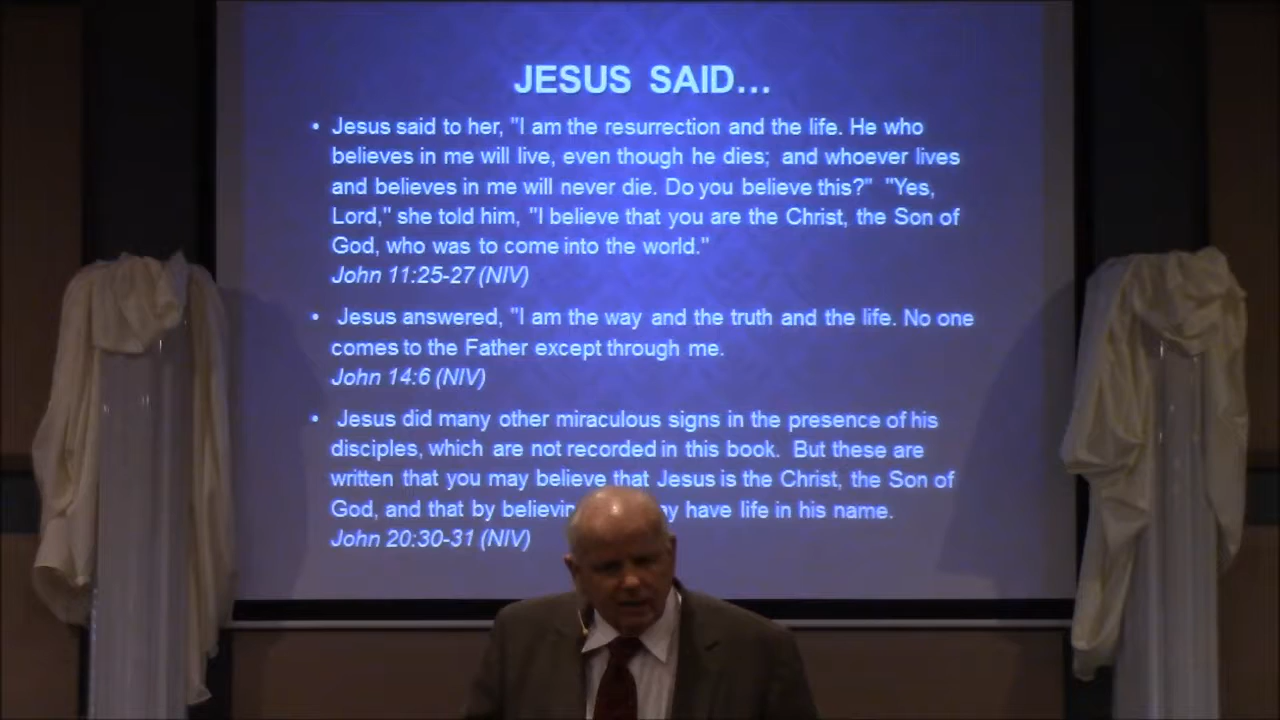 JESUS SAID...
• Jesus said to her, "I am the resurrection and the life. He who
believes in me will live, even though he dies; and whoever lives
and believes in me will never die. Do you believe this?" "Yes,
Lord," she told him, "I believe that you are the Christ, the Son of
God, who was to come into the world."
John 11:25-27 (NIV)
• Jesus answered, "I am the way and the truth and the life. No one
comes to the Father except through me.
John 14:6 (NIV)
• Jesus did many other miraculous signs in the presence of his
disciples, which are not recorded in this book. But these are
written that you may believe that Jesus is the Christ, the Son of
God, and that by have life in his name.
John 20:30-31 (NIV)